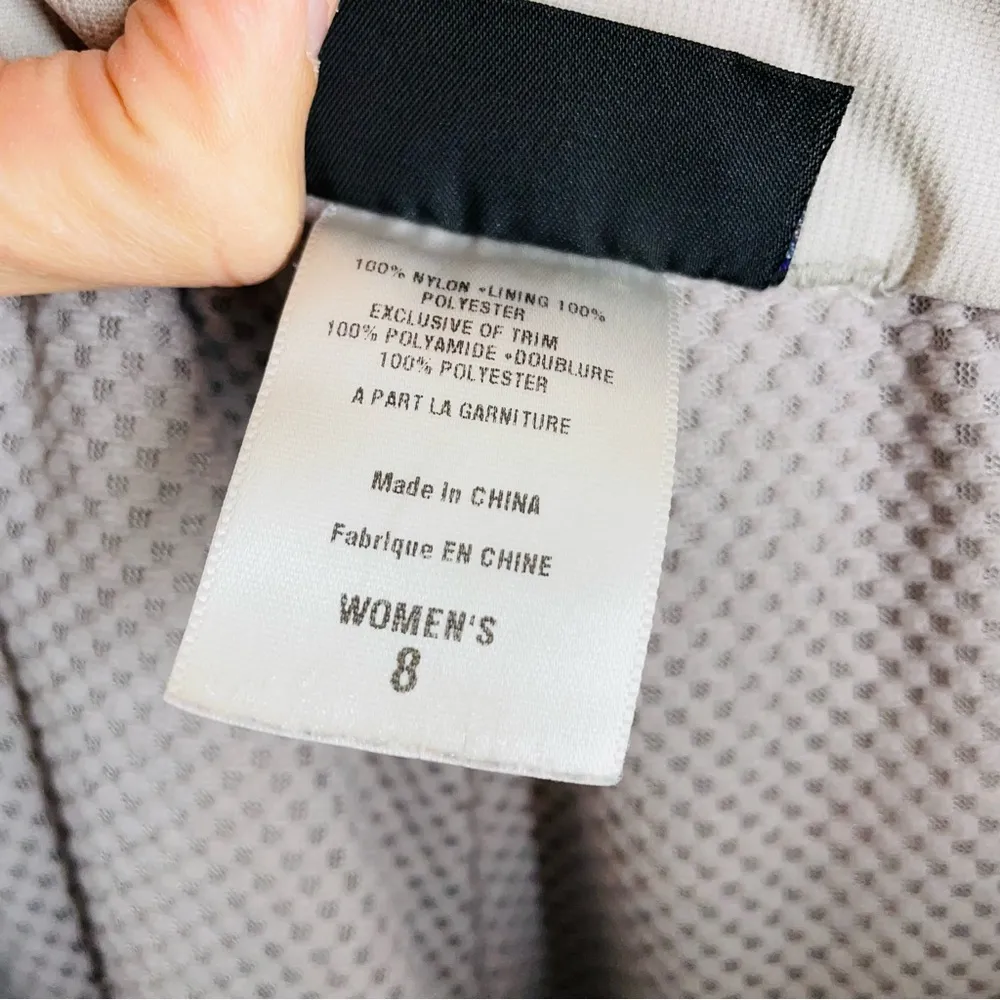 100% NYLON •LINING 100%
POLYESTER
EXCLUSIVE OF TRIM
100% POLYAMIDE •DOUBLURE
100% POLYESTER
A PART LA GARNITURE
Made in CHINA
Fabrique EN CHINE
WOMEN'S
8